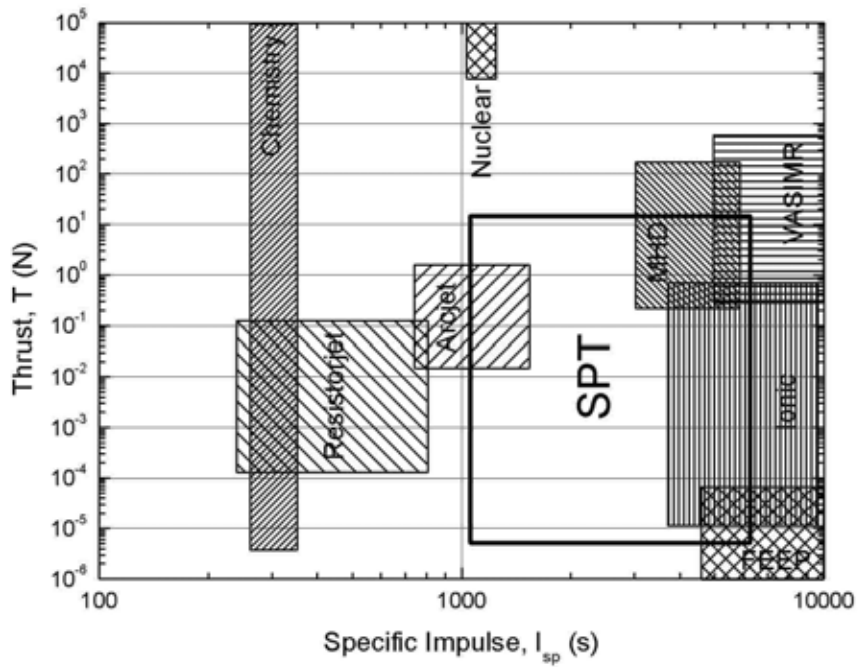 Thrust, T (N)
10⁵
10⁴
10³
10²
10¹
10⁰
10⁻¹
10⁻²
10⁻³
10⁻⁴
10⁻⁵
10⁻⁶
Chemistry
Nuclear
VASIMR
MHD
Arcjet
Resistorjet
SPT
Ionic
FEEP
100
1000
10000
Specific Impulse, I_sp (s)